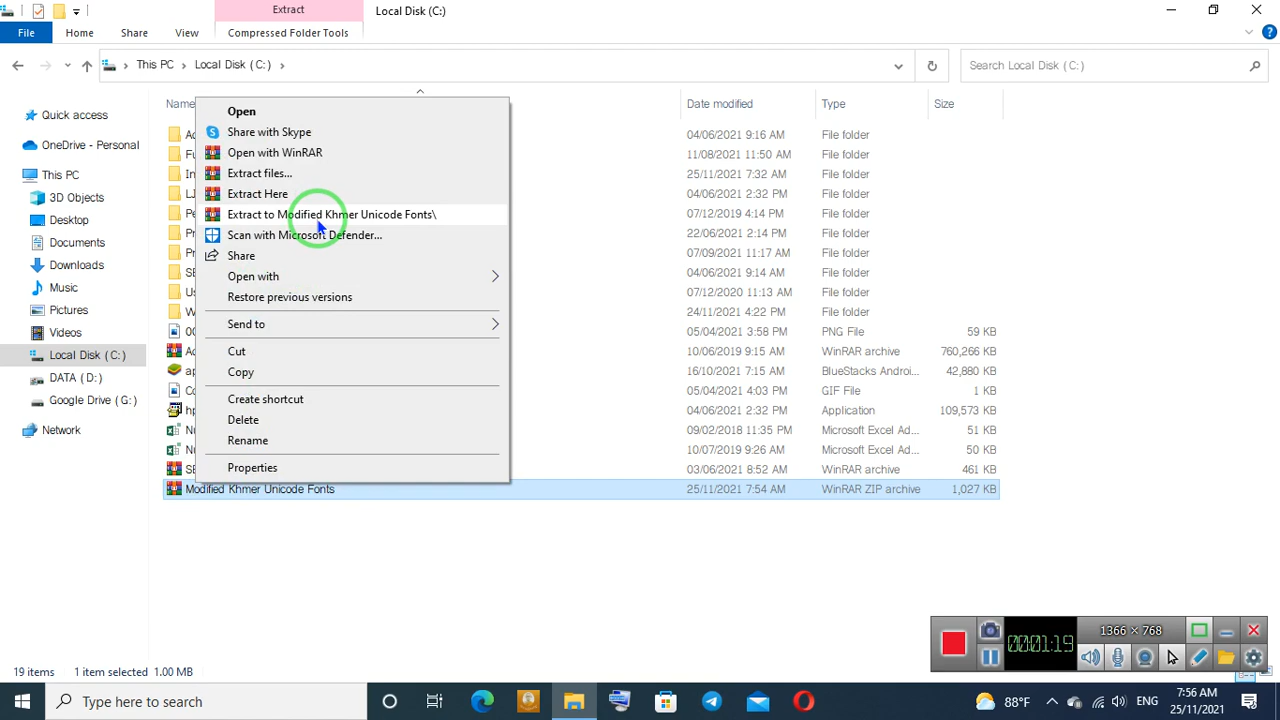 Extract
Local Disk (C:)
File
Home
Share
View
Compressed Folder Tools
This PC
Local Disk (C:)
Search Local Disk (C:)
Name
Date modified
Type
Size
Quick access
OneDrive - Personal
This PC
3D Objects
Desktop
Documents
Downloads
Music
Pictures
Videos
Local Disk (C:)
DATA (D:)
Google Drive (G:)
Network
Open
Share with Skype
Open with WinRAR
Extract files...
Extract Here
Extract to Modified Khmer Unicode Fonts\
Scan with Microsoft Defender...
Share
Open with
Restore previous versions
Send to
Cut
Copy
Create shortcut
Delete
Rename
Properties
04/06/2021 9:16 AM File folder
11/08/2021 11:50 AM File folder
25/11/2021 7:32 AM File folder
04/06/2021 2:32 PM File folder
07/12/2019 4:14 PM File folder
22/06/2021 2:14 PM File folder
07/09/2021 11:17 AM File folder
04/06/2021 9:14 AM File folder
07/12/2020 11:13 AM File folder
24/11/2021 4:22 PM File folder
05/04/2021 3:58 PM PNG File 59 KB
10/06/2019 9:15 AM WinRAR archive 760,266 KB
16/10/2021 7:15 AM BlueStacks Androi... 42,880 KB
05/04/2021 4:03 PM GIF File 1 KB
04/06/2021 2:32 PM Application 109,573 KB
09/02/2018 11:35 PM Microsoft Excel Ad... 51 KB
10/07/2019 9:26 AM Microsoft Excel Ad... 50 KB
03/06/2021 8:52 AM WinRAR archive 461 KB
Modified Khmer Unicode Fonts 25/11/2021 7:54 AM WinRAR ZIP archive 1,027 KB
1366 × 768
00:01:19
19 items 1 item selected 1.00 MB
Type here to search
88°F
ENG
7:56 AM
25/11/2021